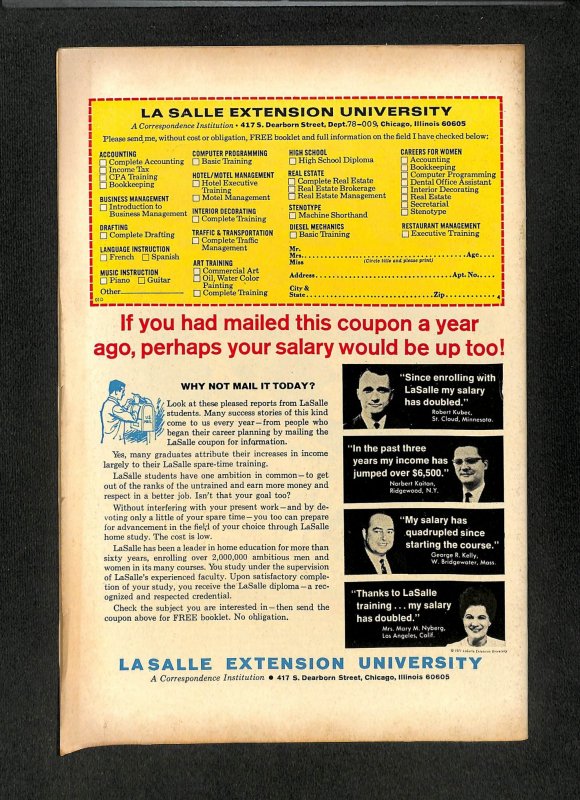 LA SALLE EXTENSION UNIVERSITY
A Correspondence Institution • 417 S. Dearborn Street, Dept. 78-009, Chicago, Illinois 60605
Please send me, without cost or obligation, FREE booklet and full information on the field I have checked below:
ACCOUNTING
Complete Accounting
Income Tax
CPA Training
Bookkeeping
BUSINESS MANAGEMENT
Introduction to
Business Management
DRAFTING
Complete Drafting
LANGUAGE INSTRUCTION
French Spanish
MUSIC INSTRUCTION
Piano Guitar
Other
COMPUTER PROGRAMMING
Basic Training
HOTEL/MOTEL MANAGEMENT
Hotel Executive
Training
Motel Management
INTERIOR DECORATING
Complete Training
TRAFFIC & TRANSPORTATION
Complete Traffic
Management
ART TRAINING
Commercial Art
Oil, Water Color
Painting
Complete Training
HIGH SCHOOL
High School Diploma
REAL ESTATE
Complete Real Estate
Real Estate Brokerage
Real Estate Management
STENOTYPE
Machine Shorthand
DIESEL MECHANICS
Basic Training
CAREERS FOR WOMEN
Accounting
Bookkeeping
Computer Programming
Dental Office Assistant
Interior Decorating
Real Estate
Secretarial
Stenotype
RESTAURANT MANAGEMENT
Executive Training
Mr.
Mrs. Age
Miss (Circle title and please print)
Address Apt. No.
City &
State Zip
4
If you had mailed this coupon a year
ago, perhaps your salary would be up too!
U.S. MAIL
WHY NOT MAIL IT TODAY?
Look at these pleased reports from LaSalle
students. Many success stories of this kind
come to us every year—from people who
began their career planning by mailing the
LaSalle coupon for information.
Yes, many graduates attribute their increases in income
largely to their LaSalle spare-time training.
LaSalle students have one ambition in common—to get
out of the ranks of the untrained and earn more money and
respect in a better job. Isn't that your goal too?
Without interfering with your present work—and by de-
voting only a little of your spare time—you too can prepare
for advancement in the field of your choice through LaSalle
home study. The cost is low.
LaSalle has been a leader in home education for more than
sixty years, enrolling over 2,000,000 ambitious men and
women in its many courses. You study under the supervision
of LaSalle's experienced faculty. Upon satisfactory comple-
tion of your study, you receive the LaSalle diploma—a rec-
ognized and respected credential.
Check the subject you are interested in—then send the
coupon above for FREE booklet. No obligation.
"Since enrolling with
LaSalle my salary
has doubled."
Robert Kubec,
St. Cloud, Minnesota.
"In the past three
years my income has
jumped over $6,500."
Norbert Kaitan,
Ridgewood, N.Y.
"My salary has
quadrupled since
starting the course."
George R. Kelly,
W. Bridgewater, Mass.
"Thanks to LaSalle
training . . . my salary
has doubled."
Mrs. Mary M. Nyberg,
Los Angeles, Calif.
© 1971 LaSalle Extension University
LASALLE EXTENSION UNIVERSITY
A Correspondence Institution • 417 S. Dearborn Street, Chicago, Illinois 60605